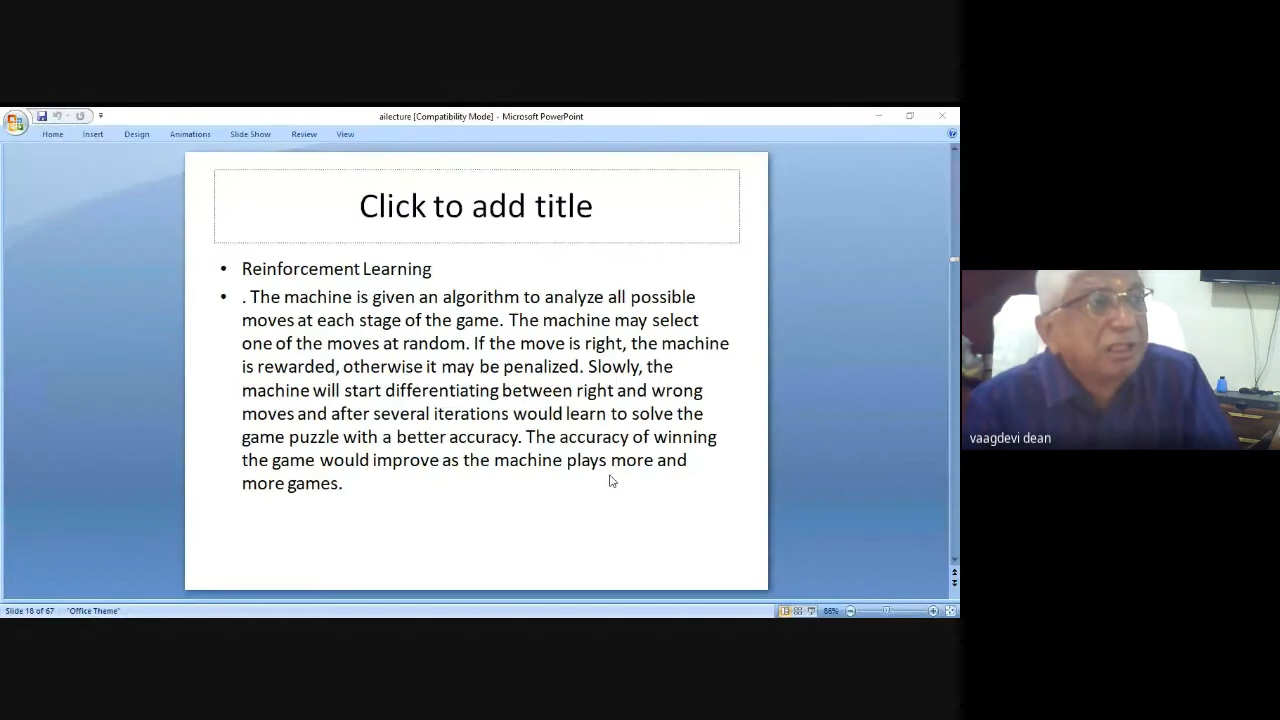 ailecture [Compatibility Mode] - Microsoft PowerPoint
Home Insert Design Animations Slide Show Review View
Click to add title
• Reinforcement Learning
• . The machine is given an algorithm to analyze all possible
moves at each stage of the game. The machine may select
one of the moves at random. If the move is right, the machine
is rewarded, otherwise it may be penalized. Slowly, the
machine will start differentiating between right and wrong
moves and after several iterations would learn to solve the
game puzzle with a better accuracy. The accuracy of winning
the game would improve as the machine plays more and
more games.
vaagdevi dean
Slide 18 of 67 "Office Theme" 86%